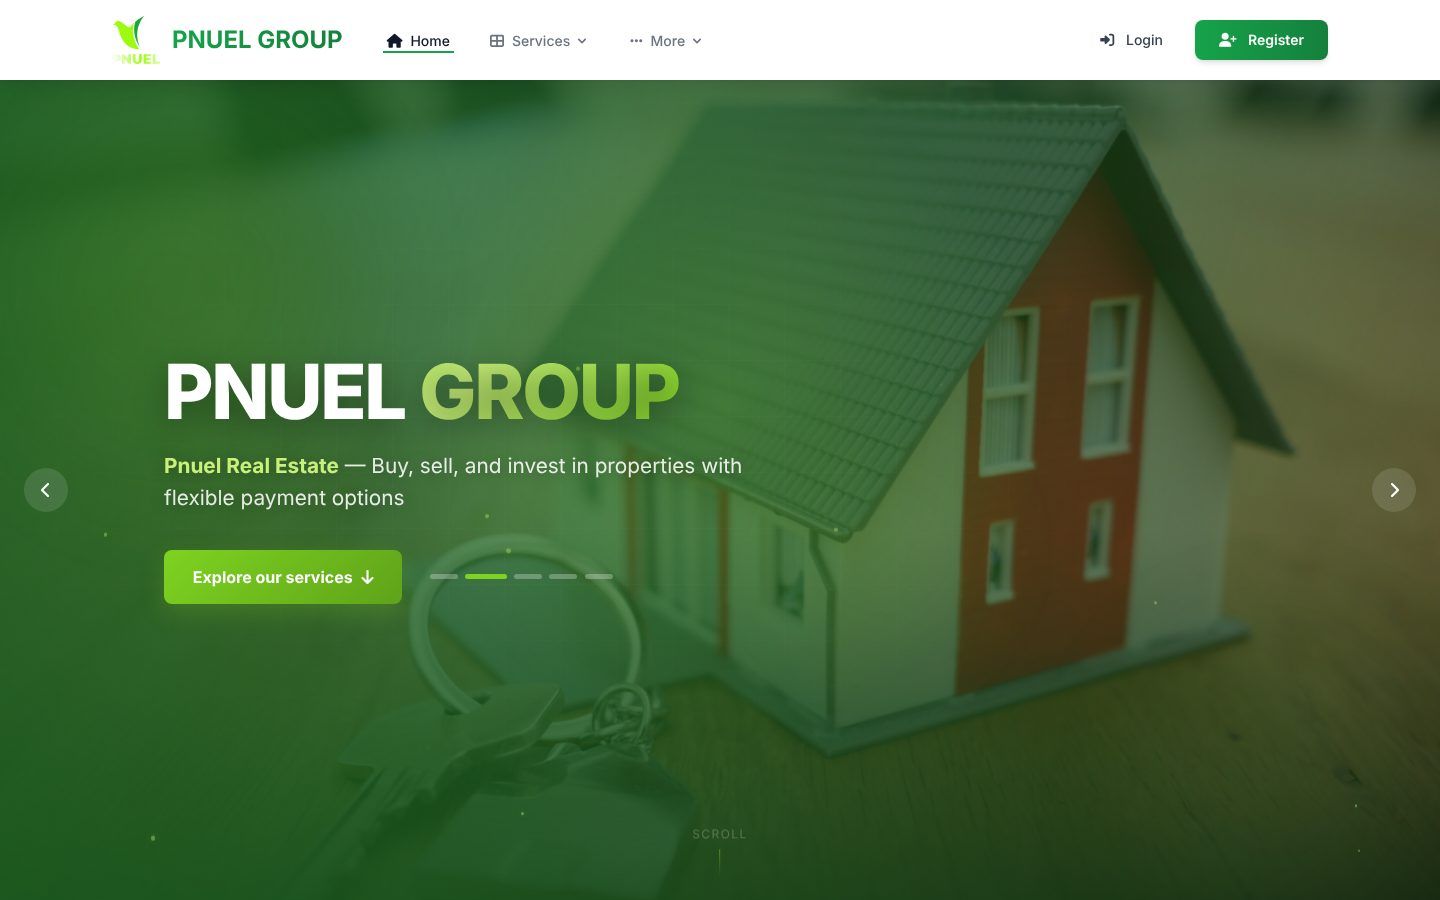 PNUEL
PNUEL GROUP
Home
Services
More
Login
Register
PNUEL GROUP
Pnuel Real Estate — Buy, sell, and invest in properties with
flexible payment options
Explore our services
SCROLL